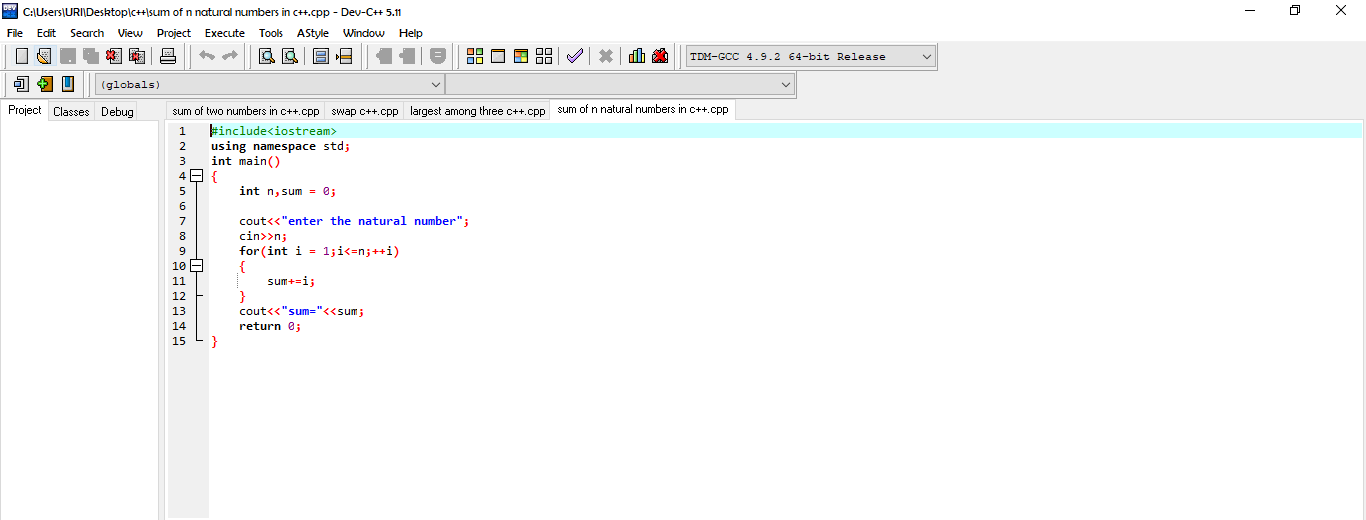 C:\Users\URI\Desktop\c++\sum of n natural numbers in c++.cpp - Dev-C++ 5.11
File Edit Search View Project Execute Tools AStyle Window Help
TDM-GCC 4.9.2 64-bit Release
(globals)
Project Classes Debug
sum of two numbers in c++.cpp swap c++.cpp largest among three c++.cpp sum of n natural numbers in c++.cpp
1 #include<iostream>
2 using namespace std;
3 int main()
4 {
5 int n,sum = 0;
6
7 cout<<"enter the natural number";
8 cin>>n;
9 for(int i = 1;i<=n;++i)
10 {
11 sum+=i;
12 }
13 cout<<"sum="<<sum;
14 return 0;
15 }